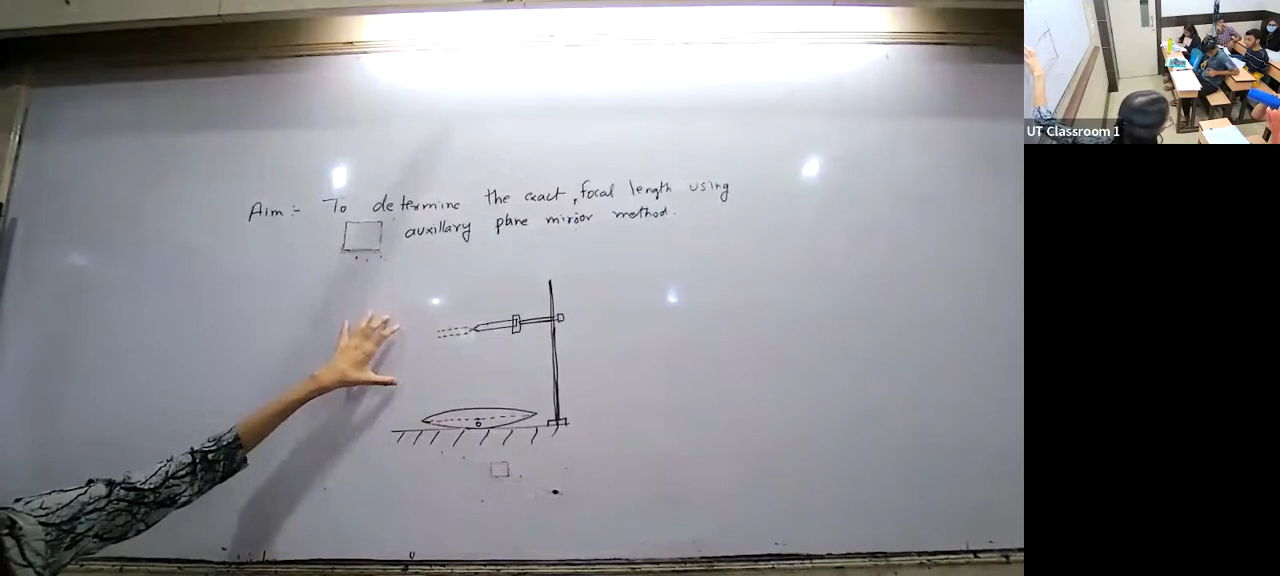 Aim :- To determine the exact, focal length using
auxillary plane mirror method.
UT Classroom 1